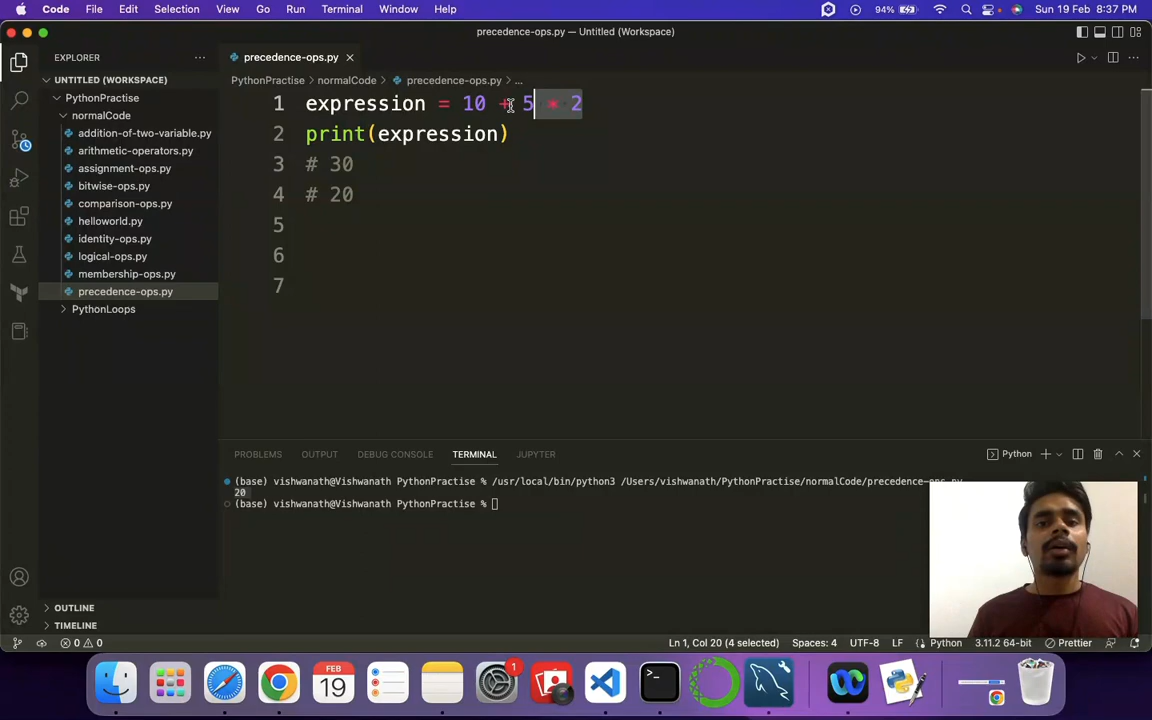 Code File Edit Selection View Go Run Terminal Window Help 94% Sun 19 Feb 8:37 PM
precedence-ops.py — Untitled (Workspace)
EXPLORER
precedence-ops.py
UNTITLED (WORKSPACE)
PythonPractise
normalCode
addition-of-two-variable.py
arithmetic-operators.py
assignment-ops.py
bitwise-ops.py
comparison-ops.py
helloworld.py
identity-ops.py
logical-ops.py
membership-ops.py
precedence-ops.py
PythonLoops
OUTLINE
TIMELINE
PythonPractise > normalCode > precedence-ops.py > ...
1 expression = 10 + 5 * 2
2 print(expression)
3 # 30
4 # 20
5
6
7
PROBLEMS OUTPUT DEBUG CONSOLE TERMINAL JUPYTER Python
(base) vishwanath@Vishwanath PythonPractise % /usr/local/bin/python3 /Users/vishwanath/PythonPractise/normalCode/precedence-ops.py
20
(base) vishwanath@Vishwanath PythonPractise %
0 0 Ln 1, Col 20 (4 selected) Spaces: 4 UTF-8 LF Python 3.11.2 64-bit Prettier
FEB
19
1